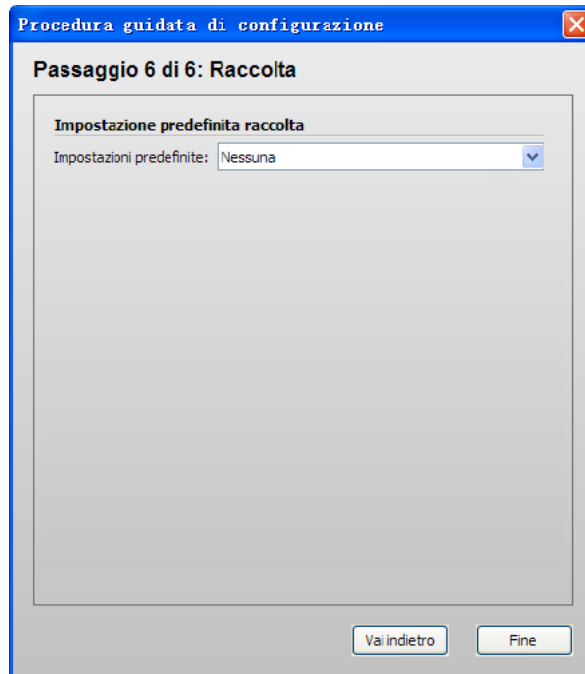 Procedura guidata di configurazione
Passaggio 6 di 6: Raccolta
Impostazione predefinita raccolta
Impostazioni predefinite: Nessuna
Vai indietro Fine